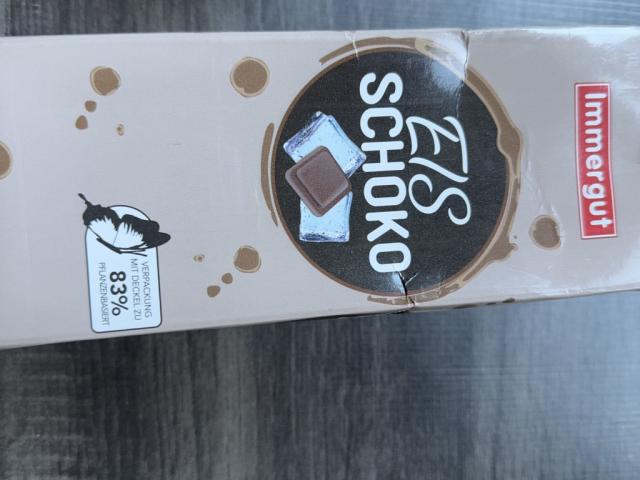 Immergut
EIS
SCHOKO
VERPACKUNG
MIT DECKEL ZU
83%
PFLANZENBASIERT